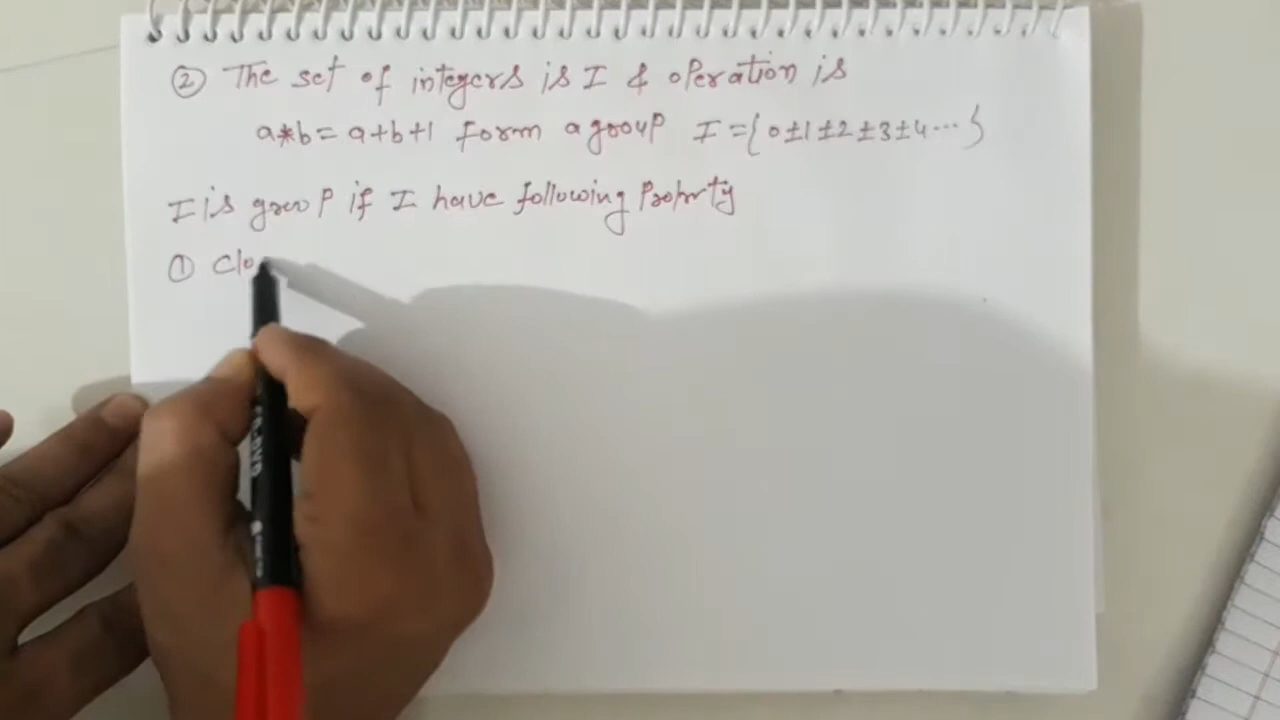 ② The set of integers is I & operation is
a*b = a+b+1 form a group I = { 0 ±1 ±2 ±3 ±4 ... }
I is group if I have following Proprty
① Clo